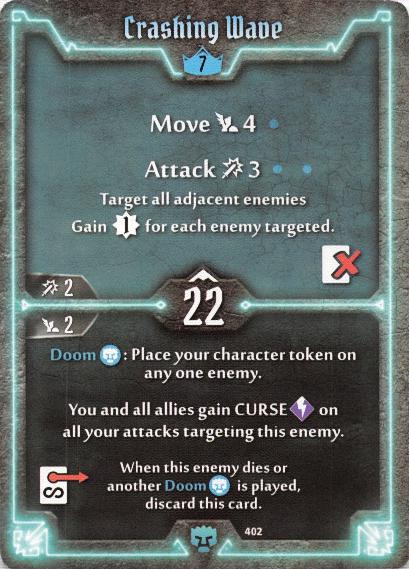 Crashing Wave
7
Move 4
Attack 3
Target all adjacent enemies
Gain 1 for each enemy targeted.
2
22
2
Doom : Place your character token on
any one enemy.
You and all allies gain CURSE on
all your attacks targeting this enemy.
When this enemy dies or
another Doom is played,
discard this card.
402